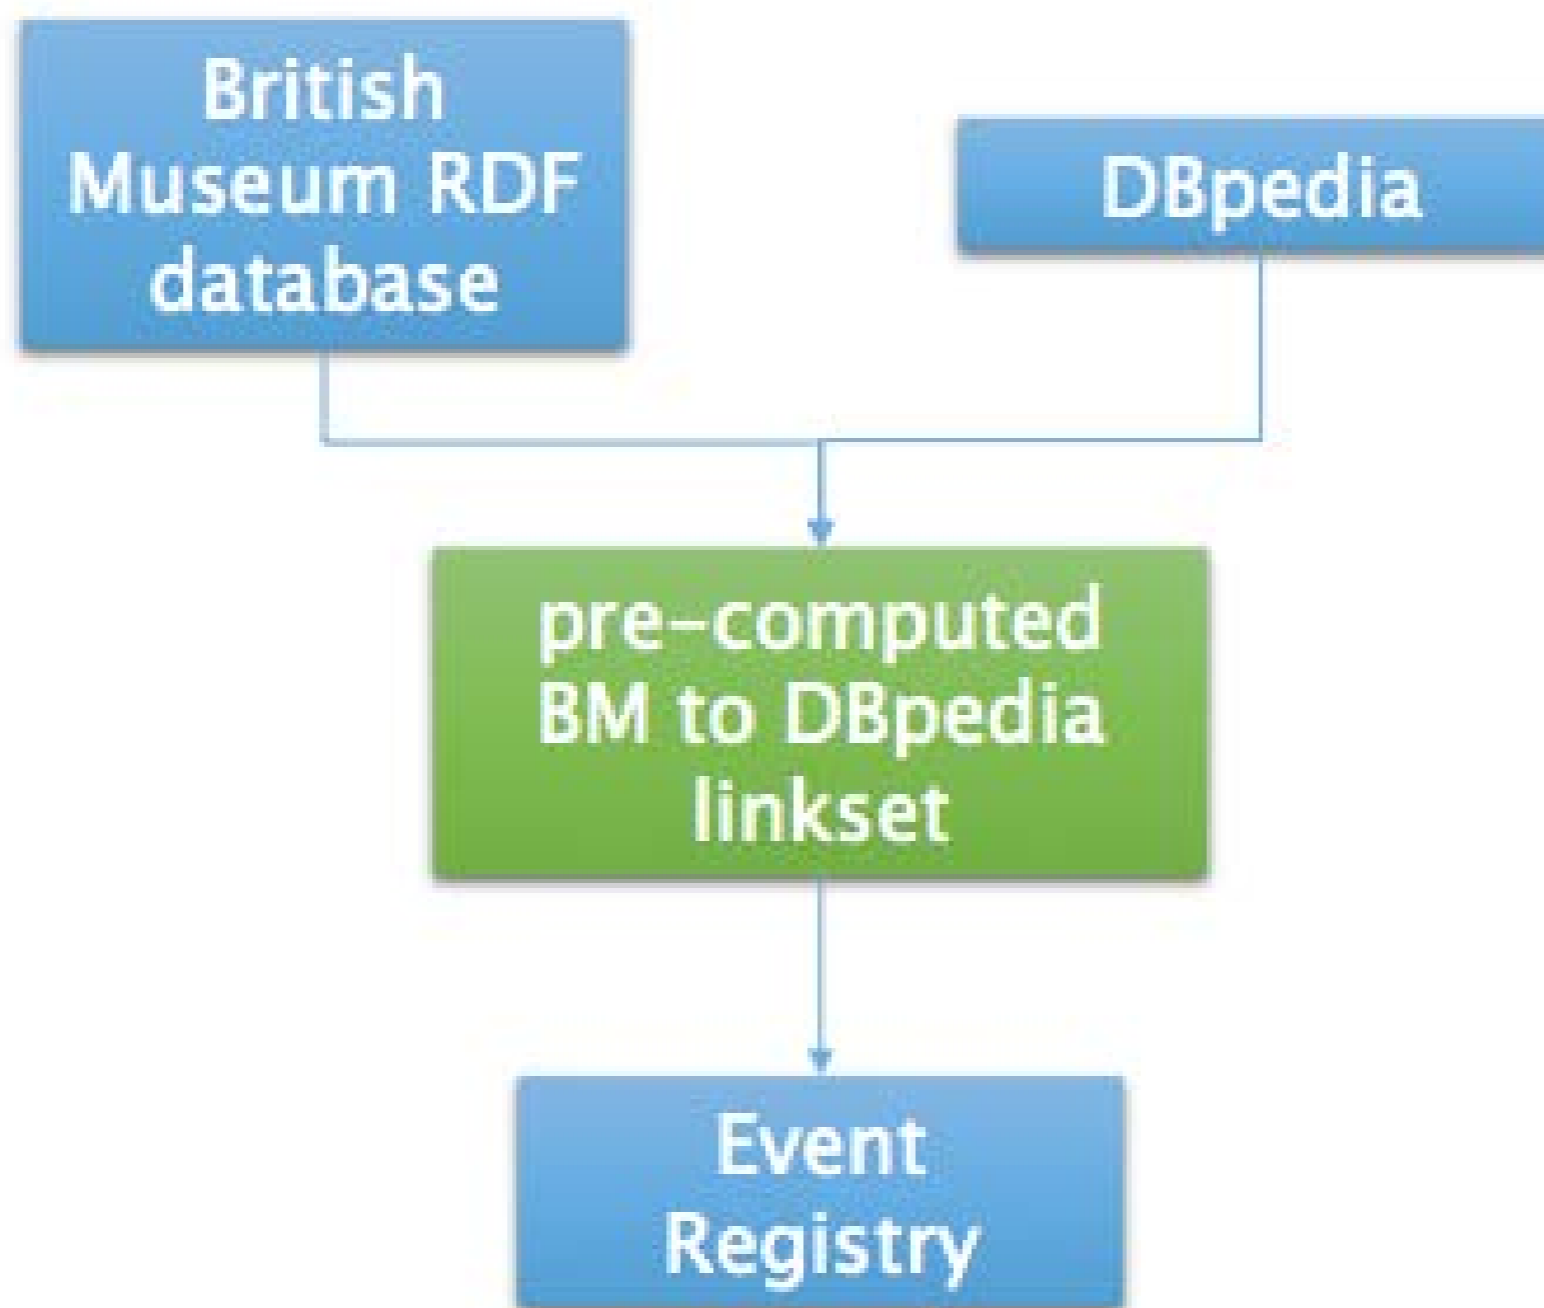 British
Museum RDF
database
DBpedia
pre-computed
BM to DBpedia
linkset
Event
Registry